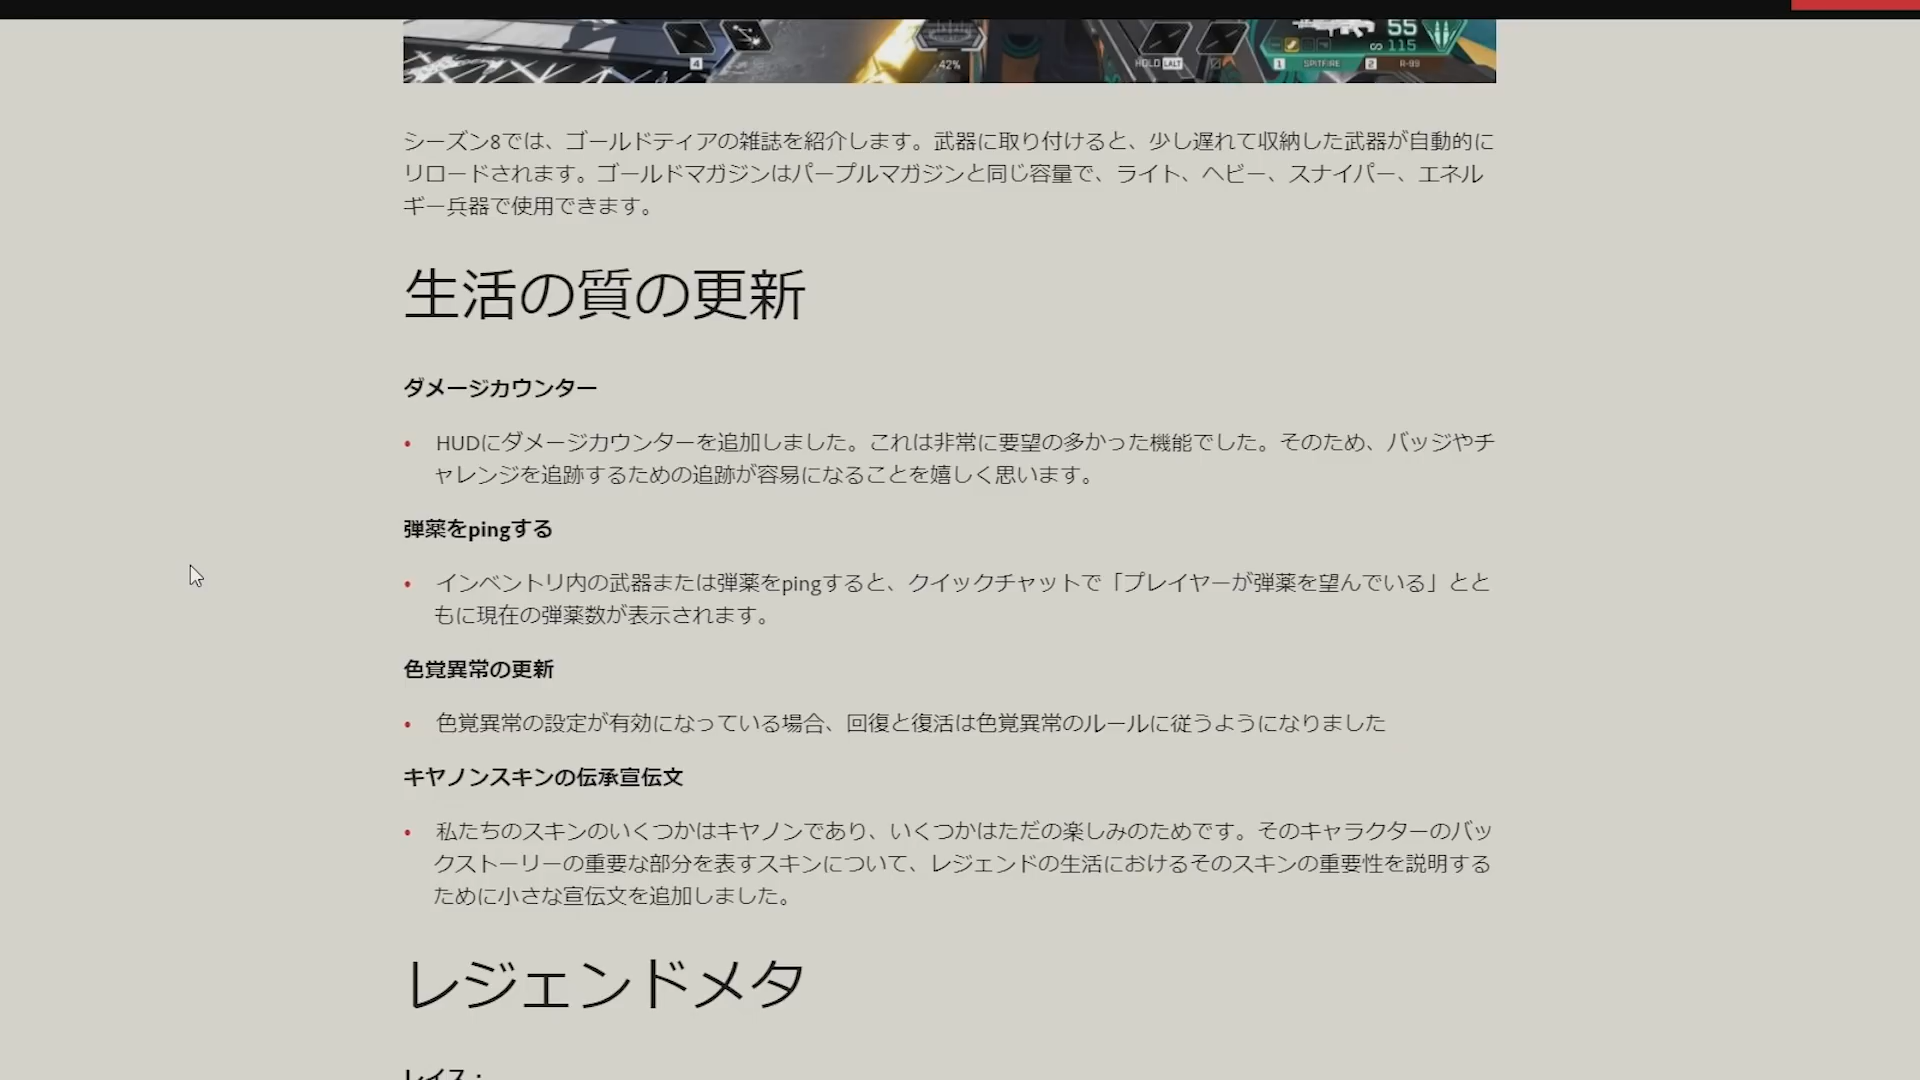 55
115
4
42%
HOLD LALT
1 SPITFIRE 2 R-99
シーズン8では、ゴールドティアの雑誌を紹介します。武器に取り付けると、少し遅れて収納した武器が自動的に
リロードされます。ゴールドマガジンはパープルマガジンと同じ容量で、ライト、ヘビー、スナイパー、エネル
ギー兵器で使用できます。
生活の質の更新
ダメージカウンター
• HUDにダメージカウンターを追加しました。これは非常に要望の多かった機能でした。そのため、バッジやチ
ャレンジを追跡するための追跡が容易になることを嬉しく思います。
弾薬をpingする
• インベントリ内の武器または弾薬をpingすると、クイックチャットで「プレイヤーが弾薬を望んでいる」とと
もに現在の弾薬数が表示されます。
色覚異常の更新
• 色覚異常の設定が有効になっている場合、回復と復活は色覚異常のルールに従うようになりました
キヤノンスキンの伝承宣伝文
• 私たちのスキンのいくつかはキヤノンであり、いくつかはただの楽しみのためです。そのキャラクターのバッ
クストーリーの重要な部分を表すスキンについて、レジェンドの生活におけるそのスキンの重要性を説明する
ために小さな宣伝文を追加しました。
レジェンドメタ
レイス：